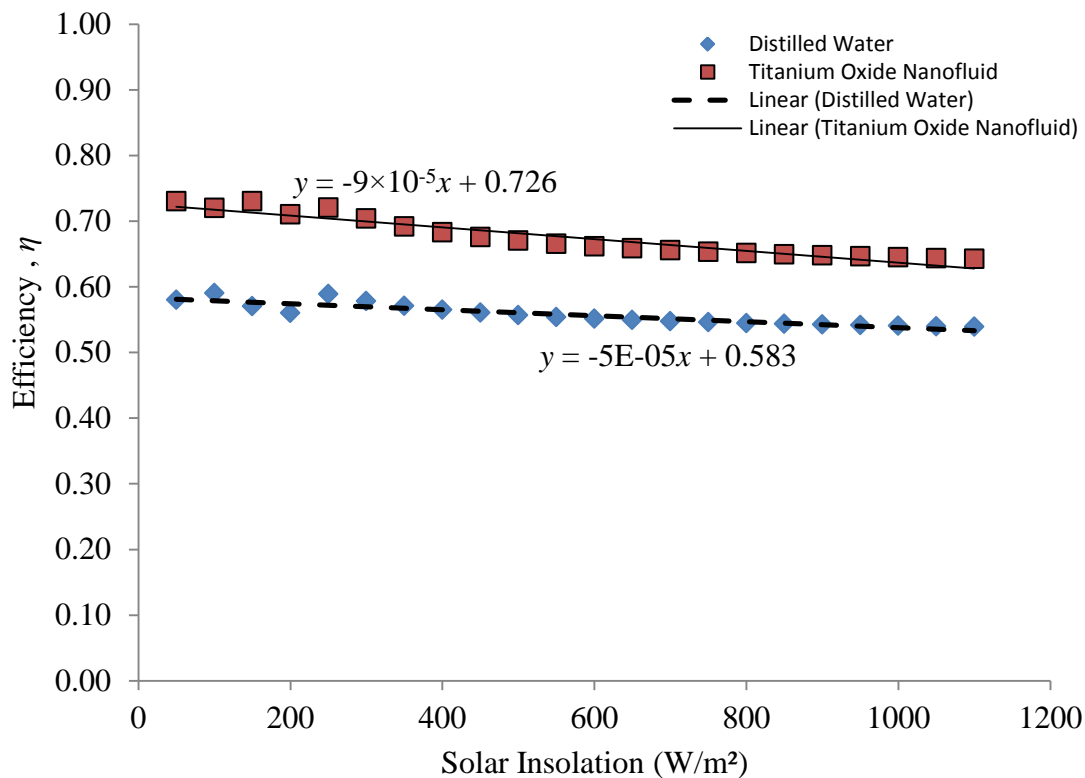 1.00
0.90
0.80
0.70
0.60
0.50
0.40
0.30
0.20
0.10
0.00
Efficiency , η
Distilled Water
Titanium Oxide Nanofluid
Linear (Distilled Water)
Linear (Titanium Oxide Nanofluid)
y = -9×10⁻⁵x + 0.726
y = -5E-05x + 0.583
0 200 400 600 800 1000 1200
Solar Insolation (W/m²)